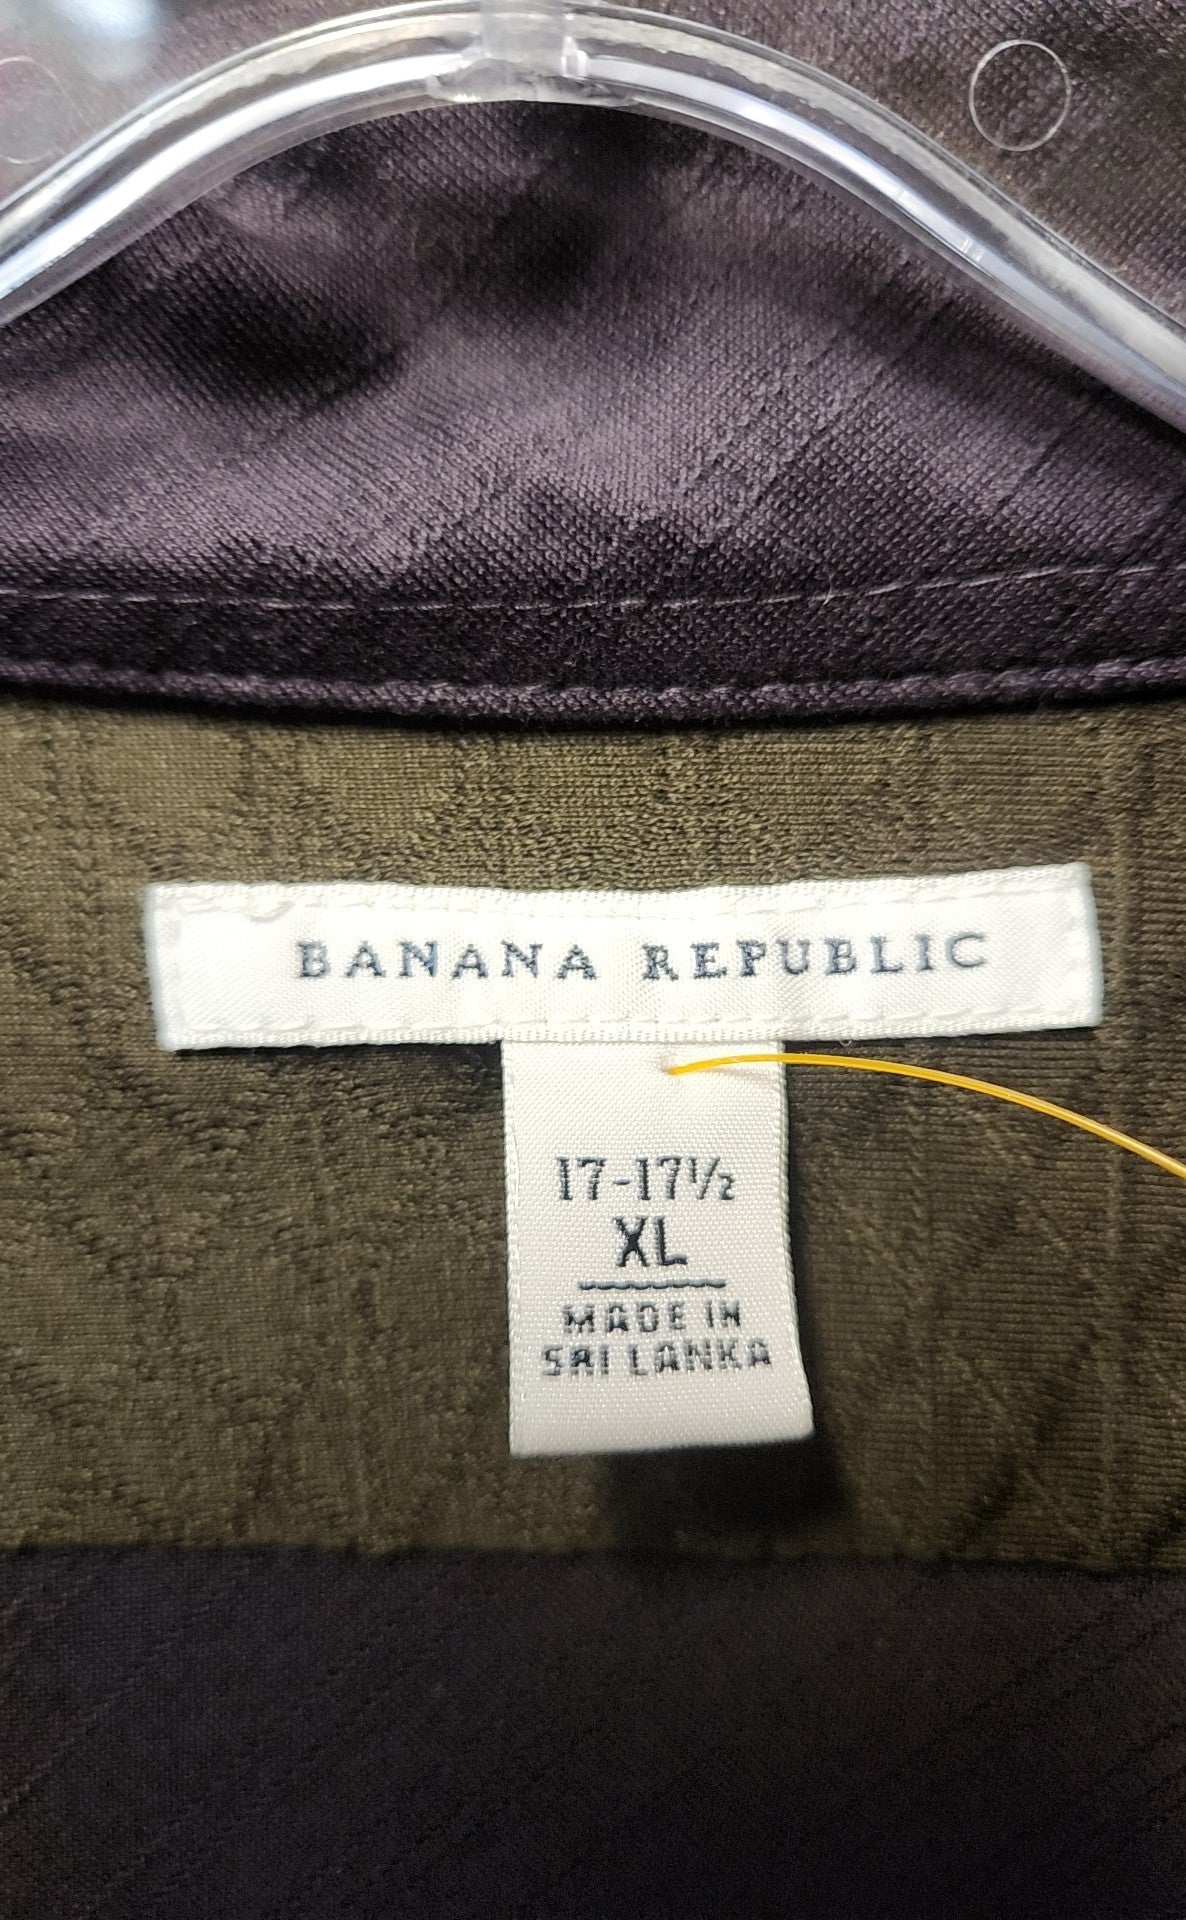 BANANA REPUBLIC
17-17½
XL
MADE IN
SRI LANKA